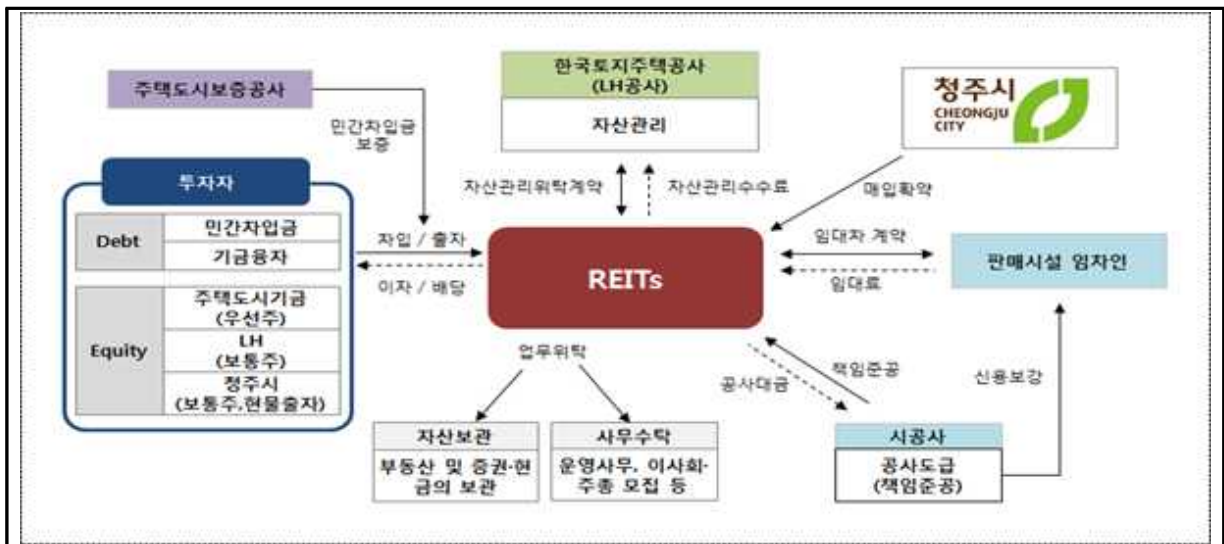 한국토지주택공사
(LH공사)
자산관리
주택도시보증공사
청주시
CHEONGJU
CITY
민간차입금
보증
투자자
자산관리위탁계약
자산관리수수료
매입확약
Debt
민간차입금
기금융자
차입 / 출자
이자 / 배당
REITs
임대차 계약
임대료
판매시설 임차인
Equity
주택도시기금
(우선주)
LH
(보통주)
청주시
(보통주,현물출자)
업무위탁
공사대금
책임준공
신용보강
자산보관
부동산 및 증권·현
금의 보관
사무수탁
운영사무, 이사회·
주총 모집 등
시공사
공사도급
(책임준공)